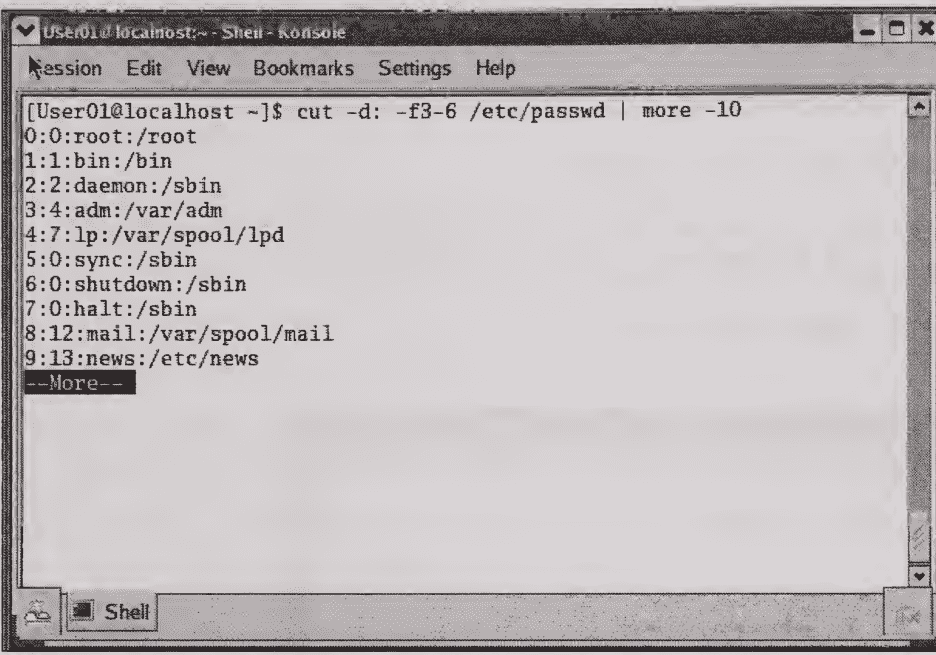 User01@localhost:~ - Shell - Konsole
Session Edit View Bookmarks Settings Help
[User01@localhost ~]$ cut -d: -f3-6 /etc/passwd | more -10
0:0:root:/root
1:1:bin:/bin
2:2:daemon:/sbin
3:4:adm:/var/adm
4:7:lp:/var/spool/lpd
5:0:sync:/sbin
6:0:shutdown:/sbin
7:0:halt:/sbin
8:12:mail:/var/spool/mail
9:13:news:/etc/news
--More--
Shell